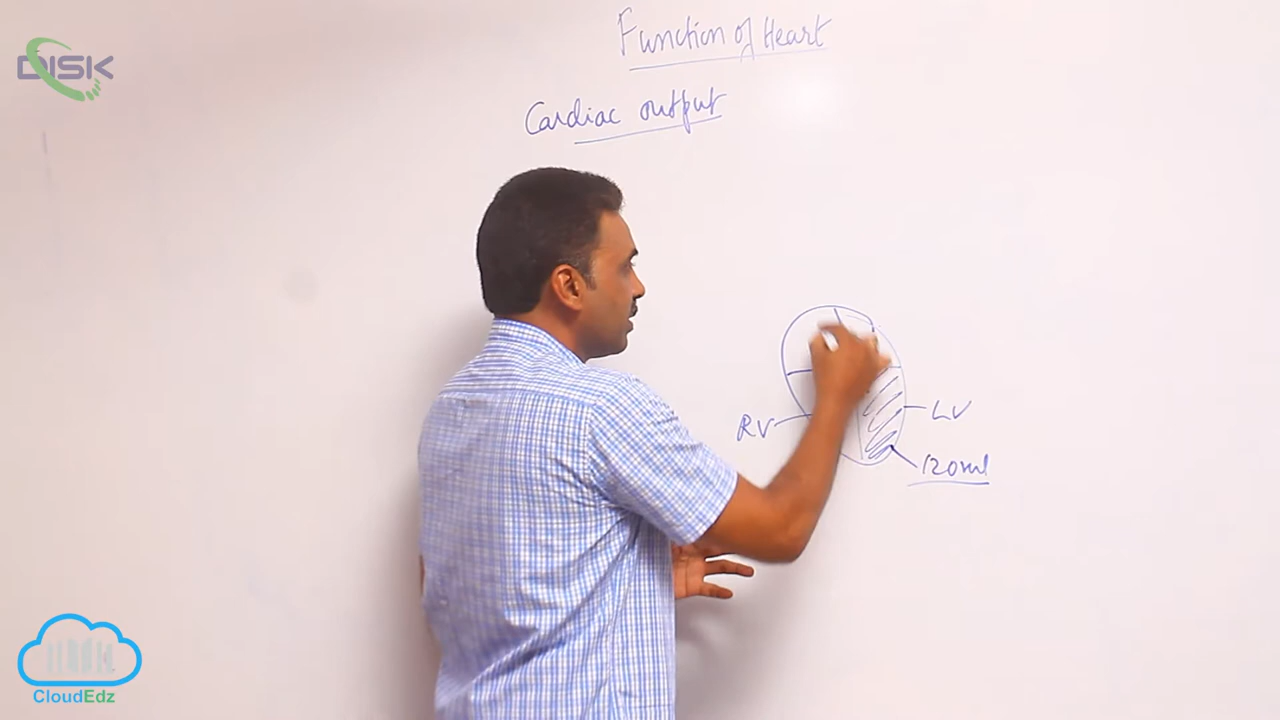 Function of Heart
DISK
Cardiac output
RV
LV
120ml
CloudEdz